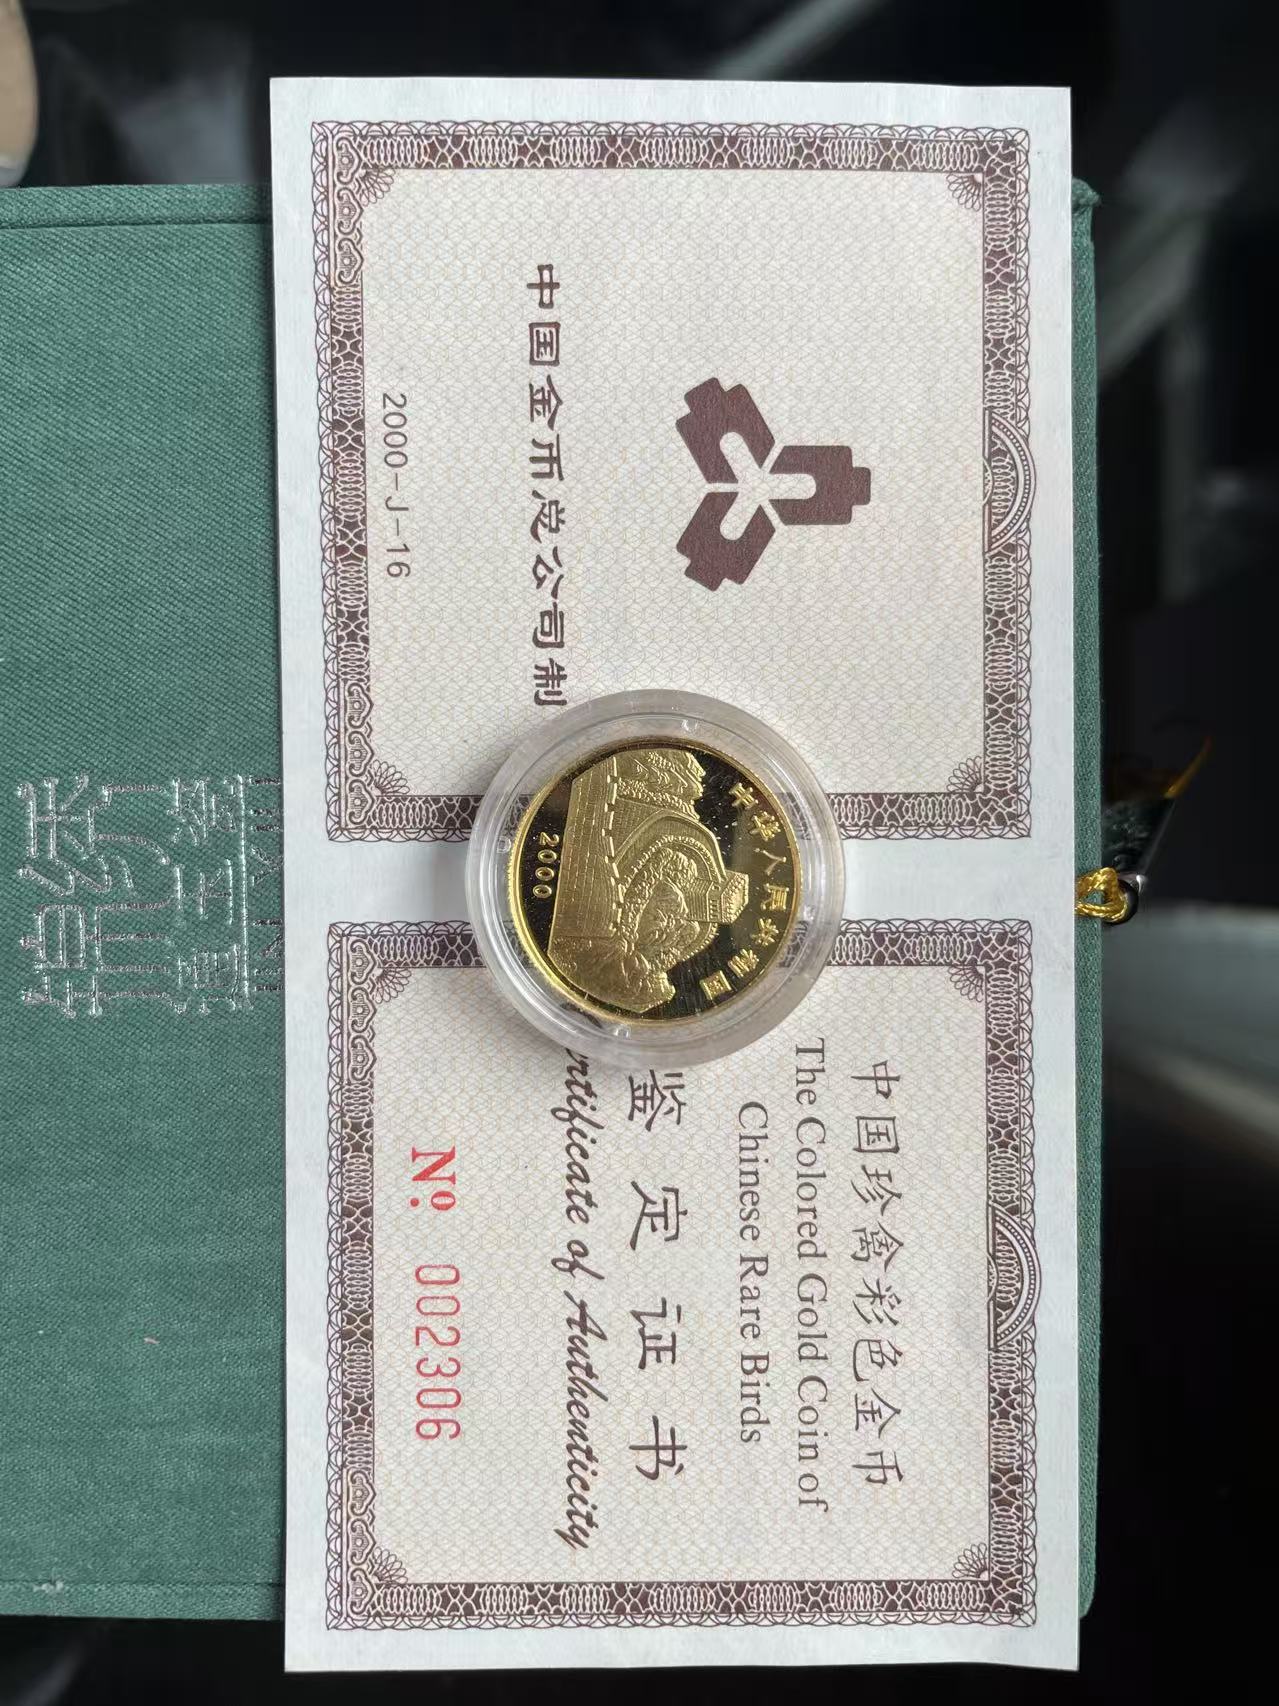 中国金币总公司制
2000-J-16
中华人民共和国
2000
中国珍禽彩色金币
The Colored Gold Coin of
Chinese Rare Birds
鉴定证书
of Authenticity
Nº. 002306